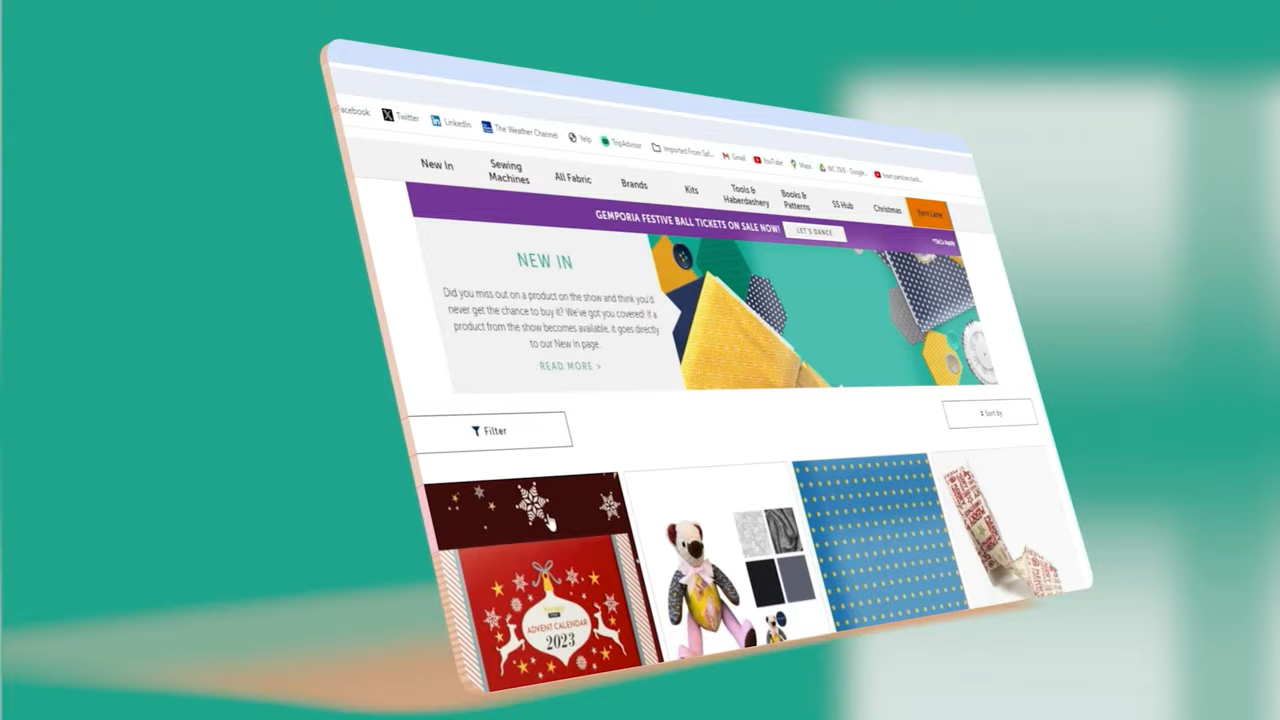 Facebook
Twitter
LinkedIn
The Weather Channel
Yelp
TripAdvisor
Imported From Saf...
Gmail
YouTube
Maps
New In
Sewing
Machines
All Fabric
Brands
Kits
Tools &
Haberdashery
Books &
Patterns
SS Hub
Christmas
Yarn Lane
GEMPORIA FESTIVE BALL TICKETS ON SALE NOW!
LET'S DANCE
*T&Cs Apply
NEW IN
Did you miss out on a product on the show and think you'd
never get the chance to buy it? We've got you covered! If a
product from the show becomes available, it goes directly
to our New In page.
READ MORE >
Filter
Sort by
ADVENT CALENDAR
2023